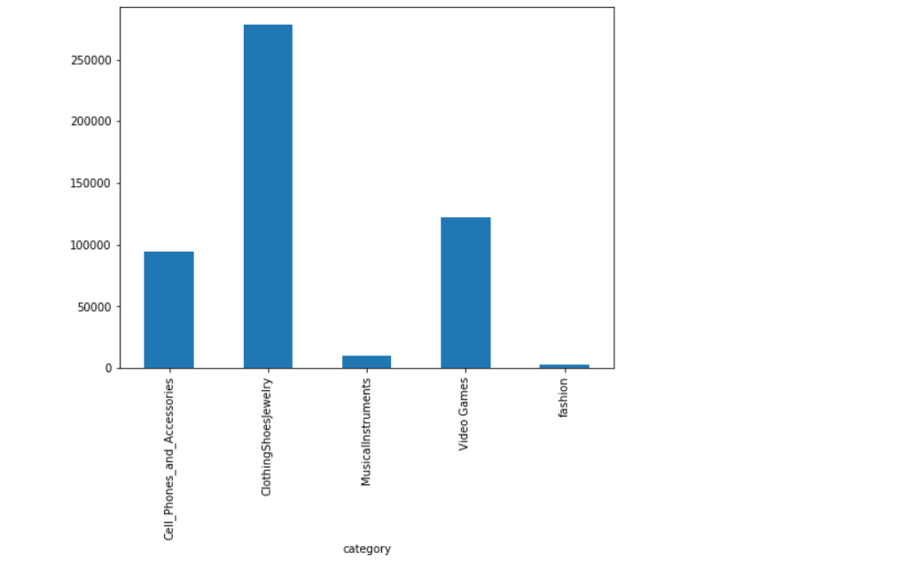 250000
200000
150000
100000
50000
0
Cell_Phones_and_Accessories
ClothingShoesJewelry
MusicalInstruments
Video Games
fashion
category